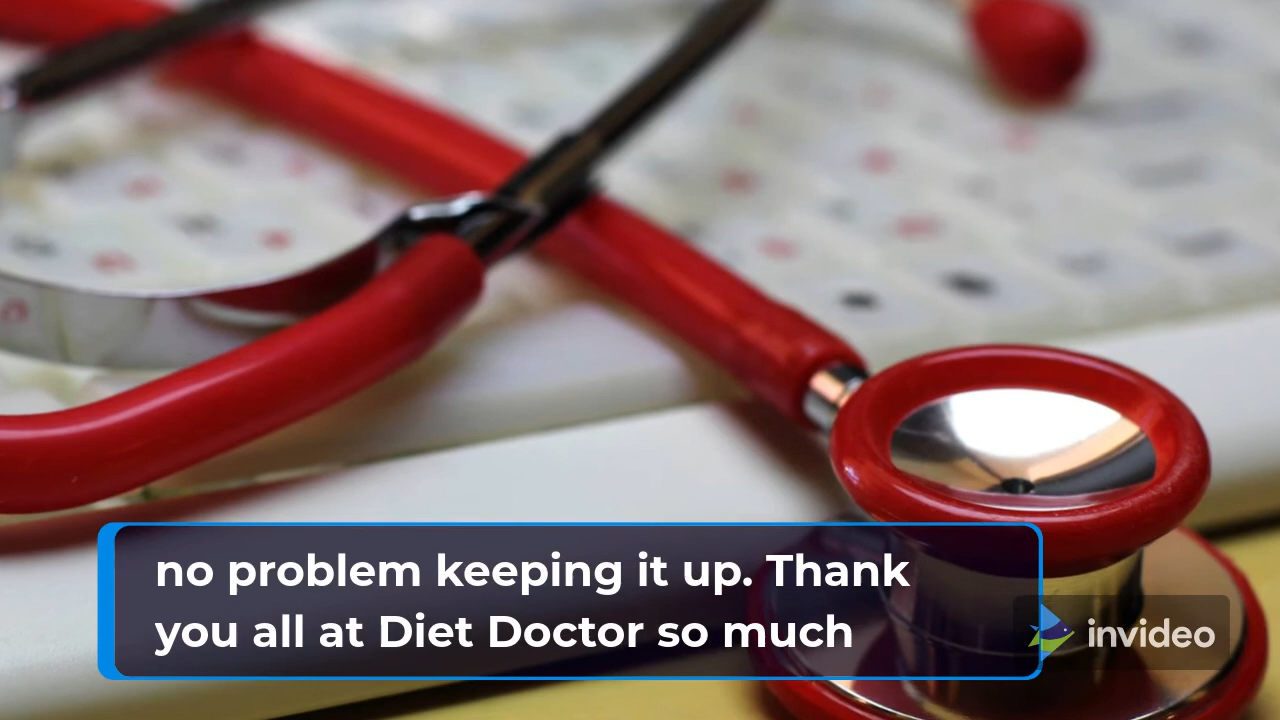 no problem keeping it up. Thank
you all at Diet Doctor so much
invideo